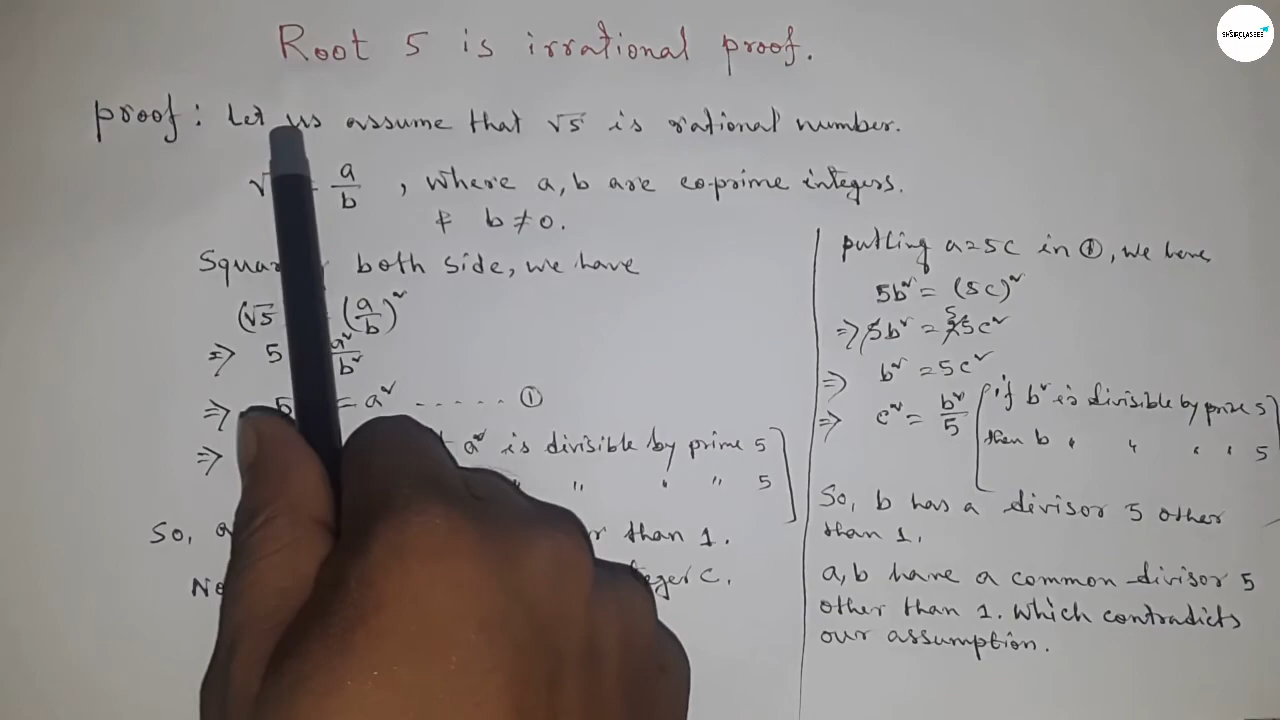 SHSIRCLASSES
Root 5 is irrational proof.
proof: Let us assume that √5 is rational number.
√ = a/b , where a, b are co-prime integers.
& b ≠ 0.
Squar both side, we have
(√5 (a/b)²
⇒ 5 a²/b²
⇒ 5 = a² ...... ①
⇒ a² is divisible by prime 5
" " " 5
So, a r than 1.
No teger c.
putting a=5c in ①, we have
5b² = (5c)²
⇒ 5b² = 25c² 5
⇒ b² = 5c²
⇒ c² = b²/5 [if b² is divisible by prime 5
then b " " " " 5
So, b has a divisor 5 other
than 1.
a, b have a common divisor 5
other than 1. Which contradicts
our assumption.